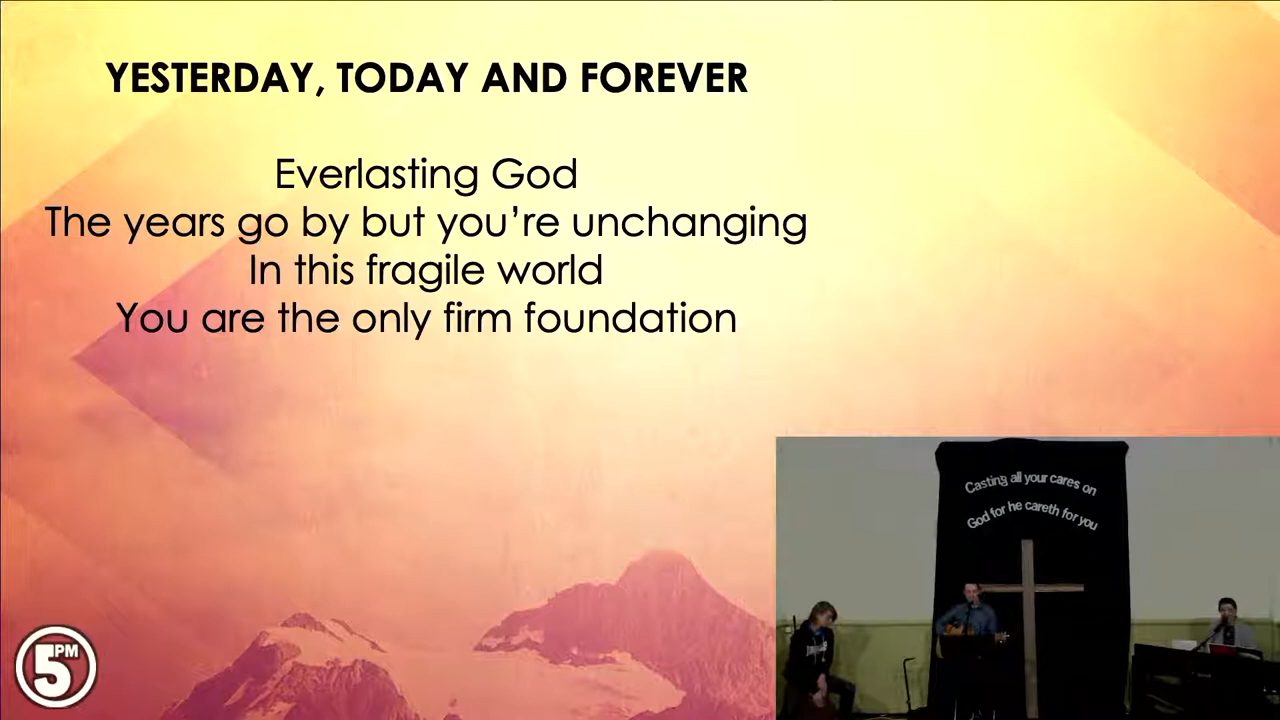 YESTERDAY, TODAY AND FOREVER
Everlasting God
The years go by but you’re unchanging
In this fragile world
You are the only firm foundation
Casting all your cares on
God for he careth for you
5PM